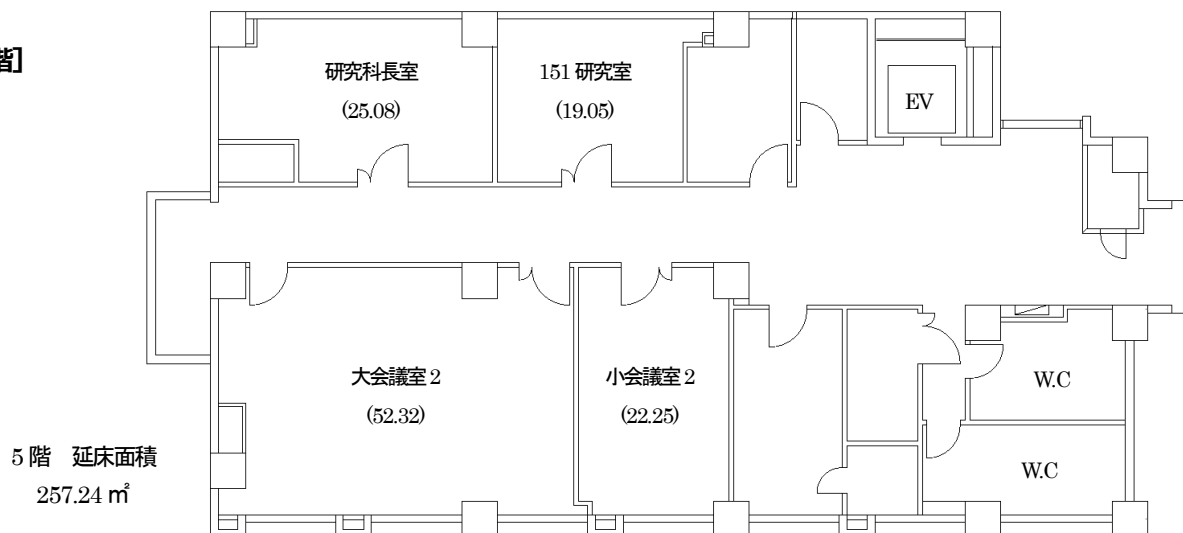 階]
研究科長室
(25.08)
151 研究室
(19.05)
EV
大会議室 2
(52.32)
小会議室 2
(22.25)
W.C
W.C
5 階　延床面積
257.24 ㎡